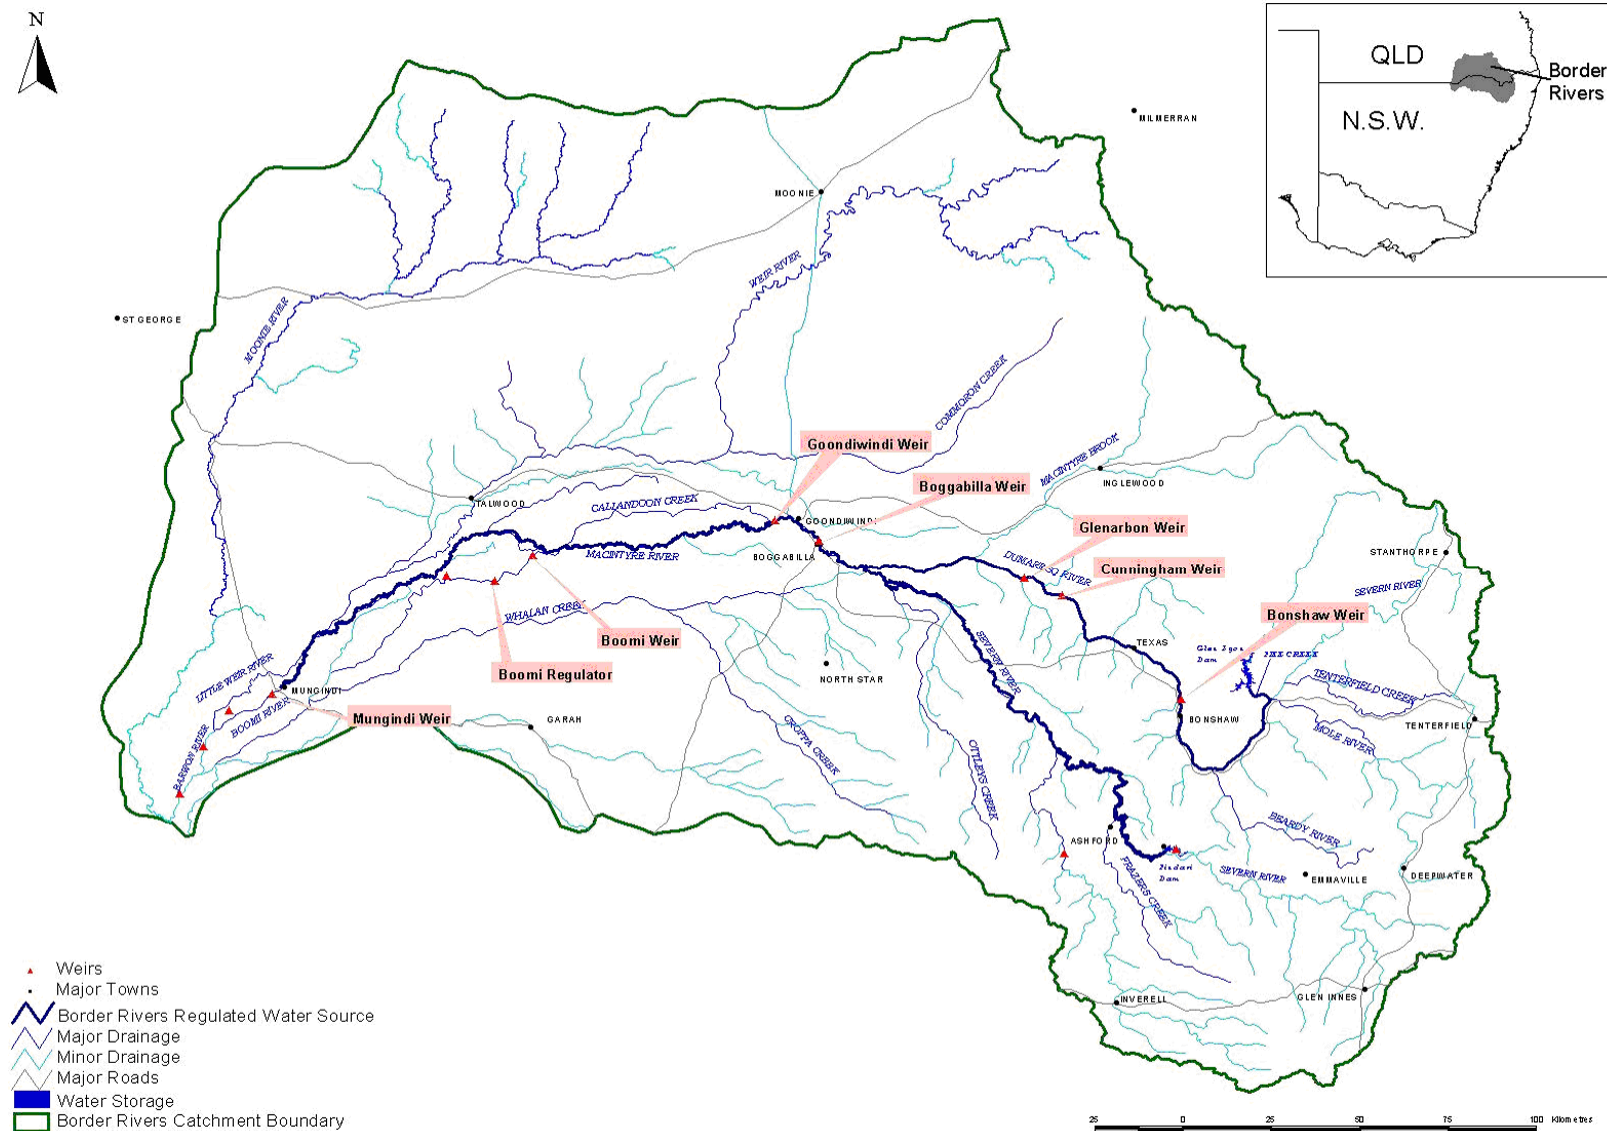 N
QLD
N.S.W.
Border
Rivers
MILMERRAN
MOONIE
WEIR RIVER
MOONIE RIVER
ST GEORGE
COMMORON CREEK
Goondiwindi Weir
MACINTYRE BROOK
INGLEWOOD
Boggabilla Weir
TALWOOD
CALLANDOON CREEK
GOONDIWINDI
Glenarbon Weir
BOGGABILLA
MACINTYRE RIVER
DUMARESQ RIVER
Cunningham Weir
STANTHORPE
SEVERN RIVER
WHALAN CREEK
Bonshaw Weir
Boomi Weir
SEVERN RIVER
TEXAS
Dam
Boomi Regulator
LITTLE WEIR RIVER
NORTH STAR
TENTERFIELD CREEK
MUNGINDI
BOOMI RIVER
Mungindi Weir
GARAH
BONSHAW
TENTERFIELD
MOLE RIVER
BARWON RIVER
CROPPA CREEK
OTTLEYS CREEK
BEARDY RIVER
ASHFORD
Dam
FRAZERS CREEK
SEVERN RIVER
EMMAVILLE
DEEPWATER
INVERELL
GLEN INNES
Weirs
Major Towns
Border Rivers Regulated Water Source
Major Drainage
Minor Drainage
Major Roads
Water Storage
Border Rivers Catchment Boundary
25 0 25 50 75 100 Kilometres